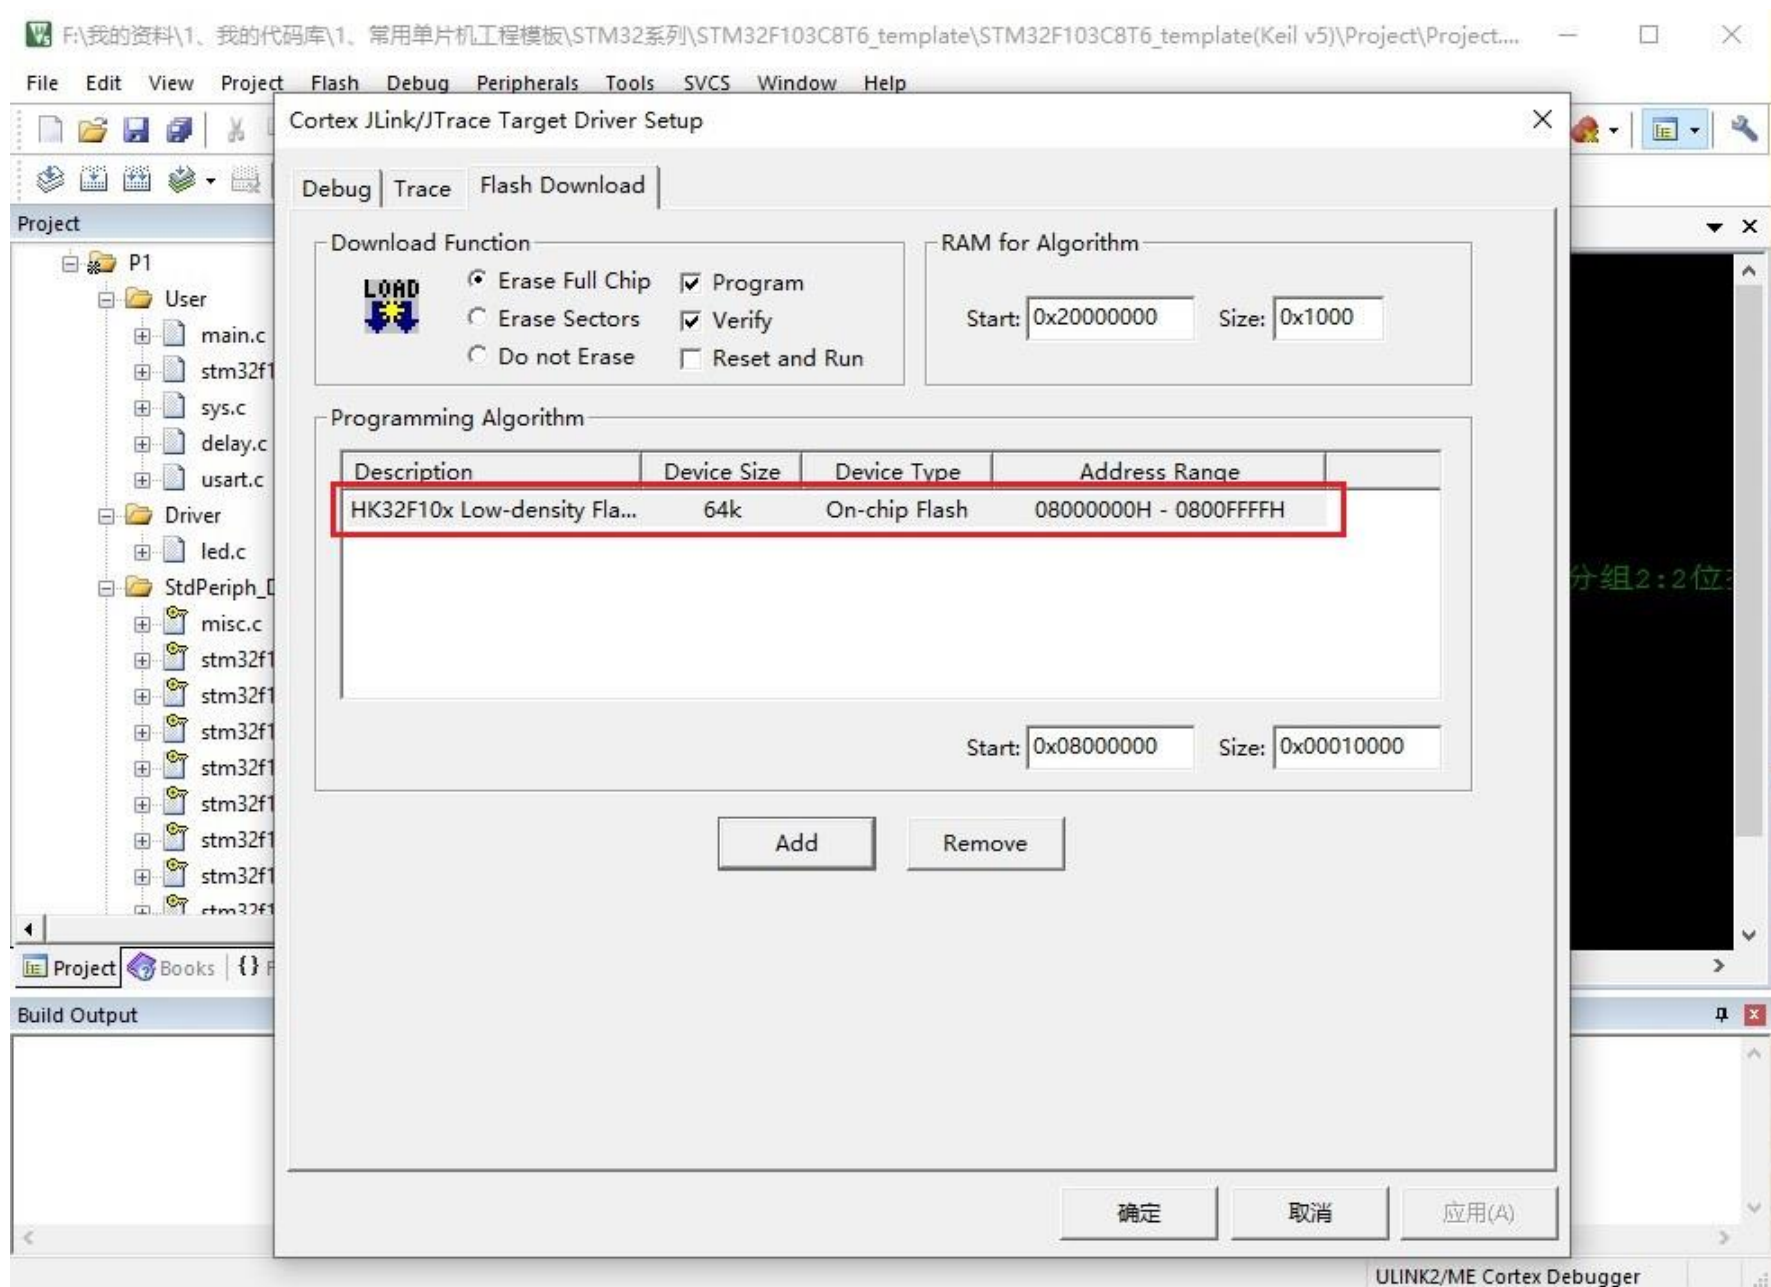 F:\我的资料\1、我的代码库\1、常用单片机工程模板\STM32系列\STM32F103C8T6_template\STM32F103C8T6_template(Keil v5)\Project\Project....
File Edit View Project Flash Debug Peripherals Tools SVCS Window Help
Cortex JLink/JTrace Target Driver Setup
Debug Trace Flash Download
Project
P1
User
main.c
stm32f1
sys.c
delay.c
usart.c
Driver
led.c
StdPeriph_D
misc.c
stm32f1
stm32f1
stm32f1
stm32f1
stm32f1
stm32f1
stm32f1
stm32f1
Project Books {} F
Download Function
LOAD
Erase Full Chip
Erase Sectors
Do not Erase
Program
Verify
Reset and Run
RAM for Algorithm
Start: 0x20000000 Size: 0x1000
Programming Algorithm
Description Device Size Device Type Address Range
HK32F10x Low-density Fla... 64k On-chip Flash 08000000H - 0800FFFFH
Start: 0x08000000 Size: 0x00010000
Add Remove
分组2:2位
Build Output
确定 取消 应用(A)
ULINK2/ME Cortex Debugger